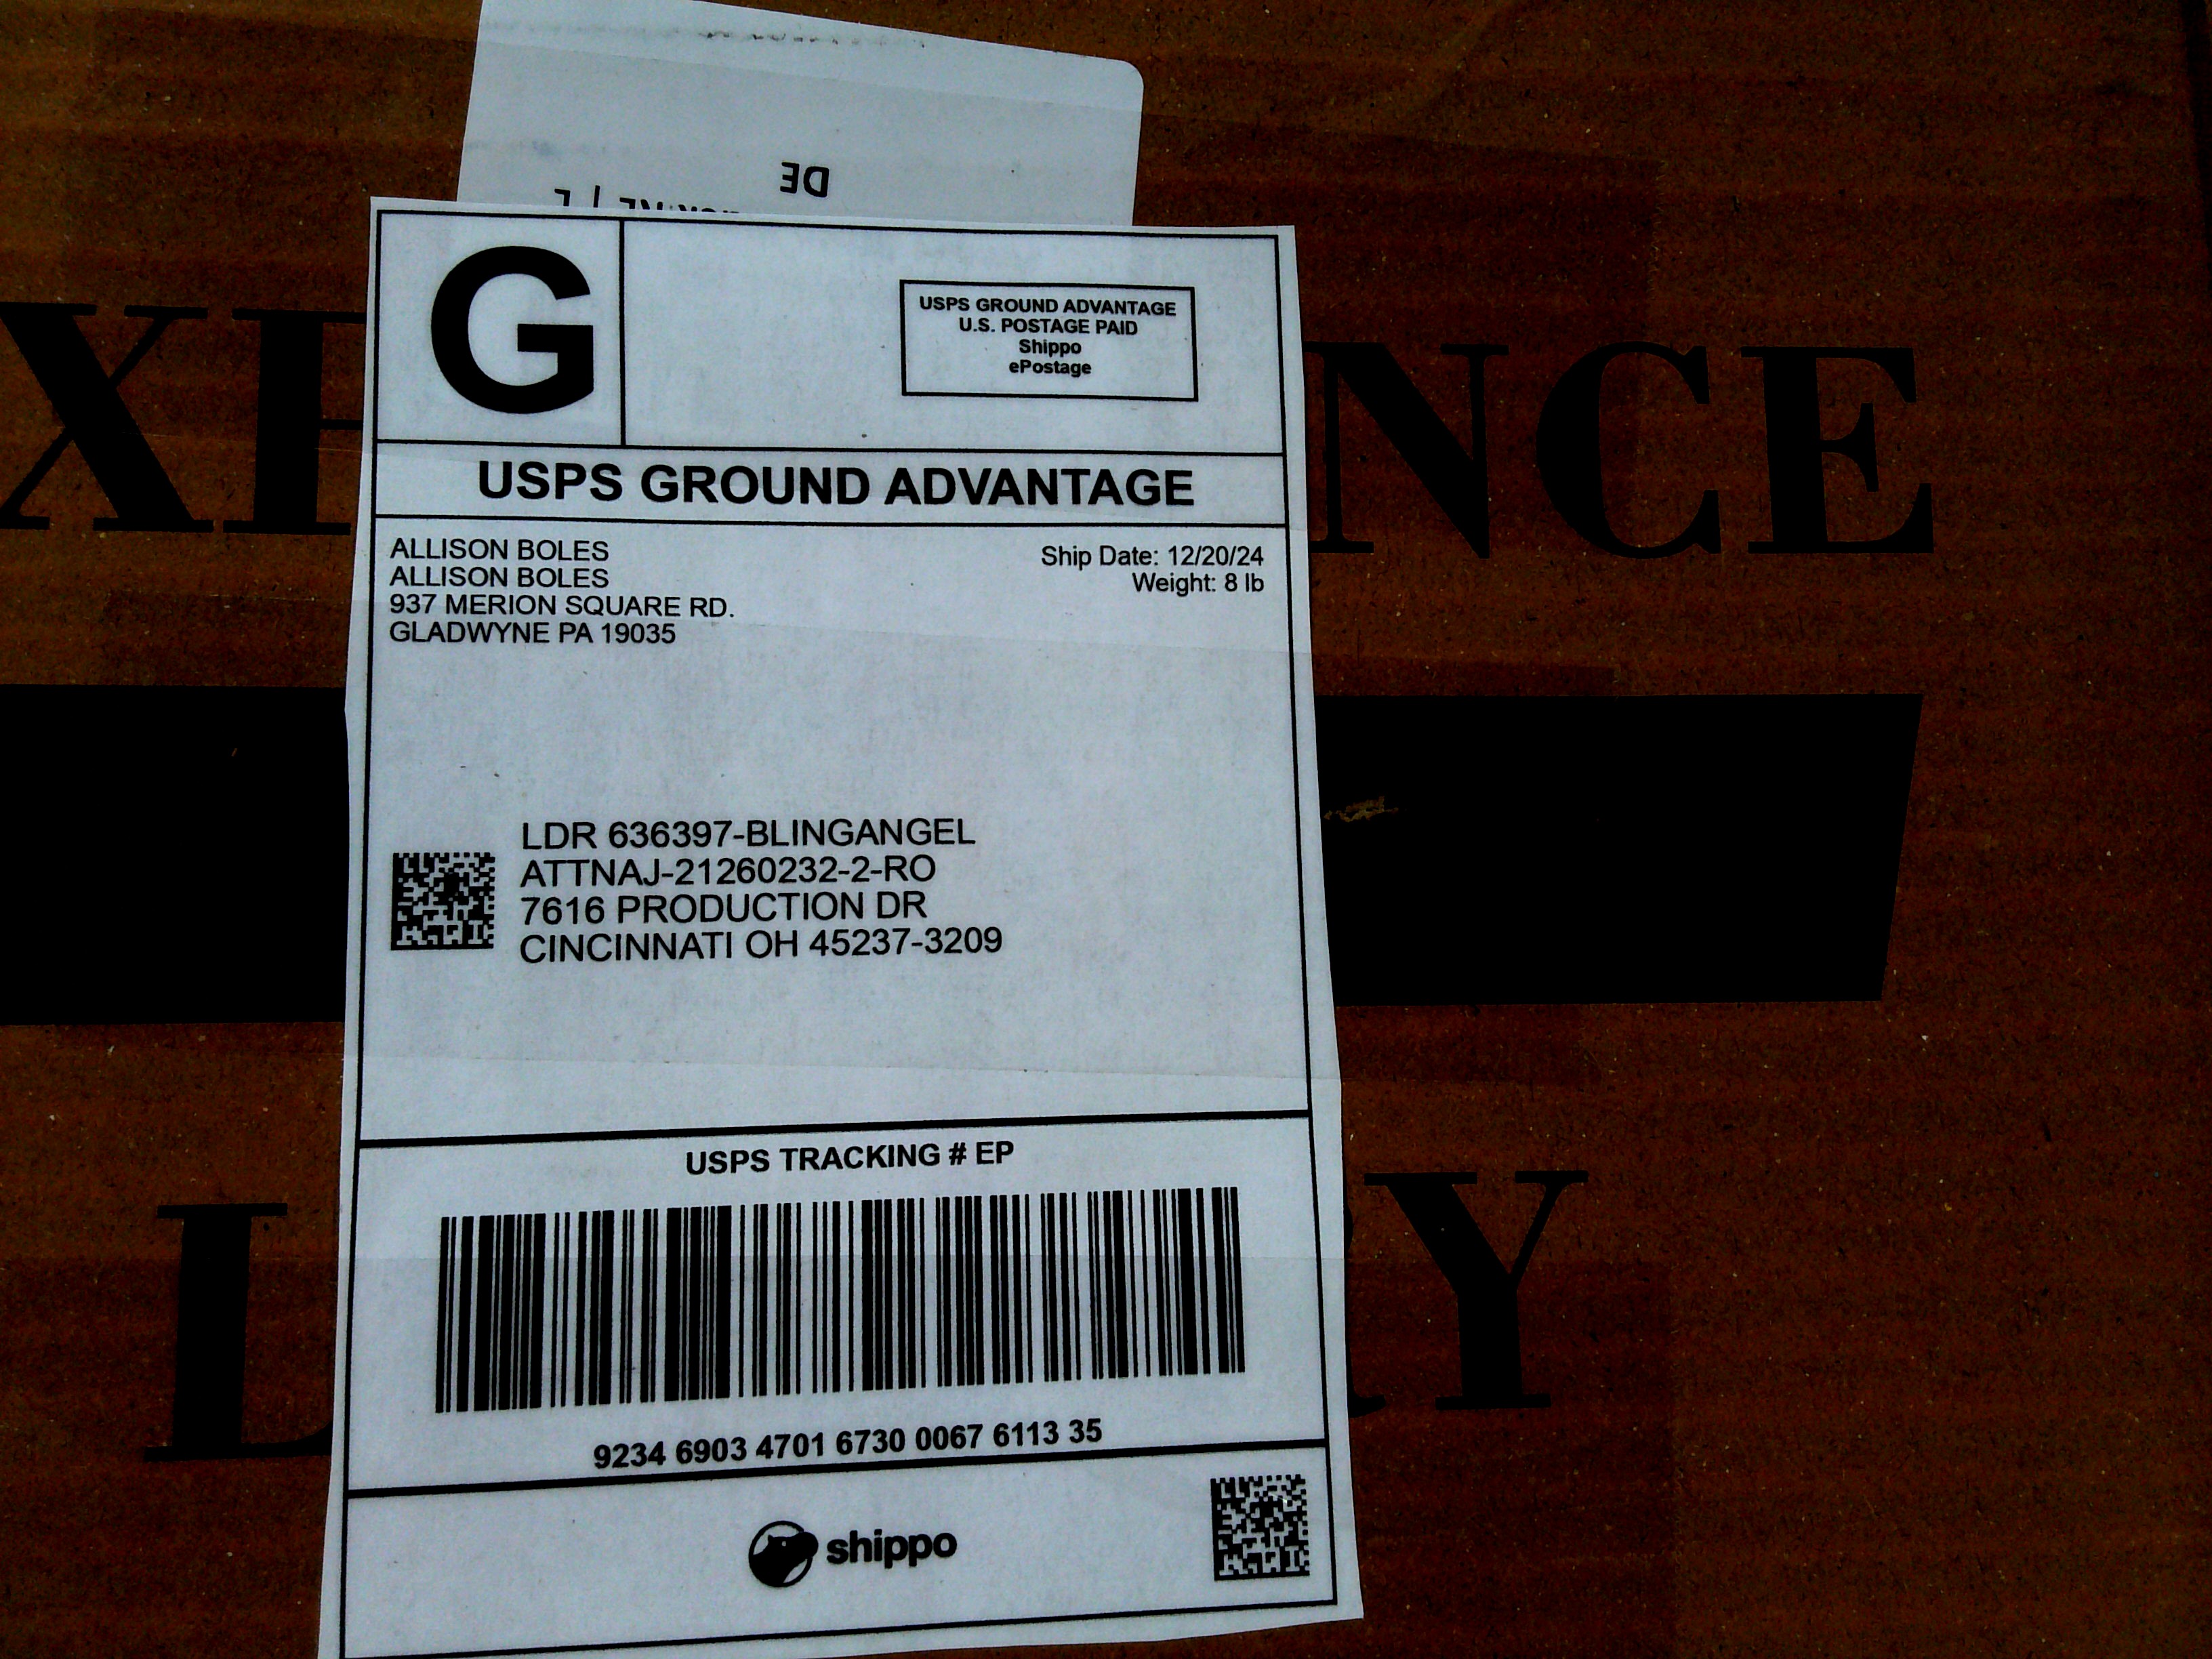 DE
G
USPS GROUND ADVANTAGE
U.S. POSTAGE PAID
Shippo
ePostage
USPS GROUND ADVANTAGE
ALLISON BOLES
ALLISON BOLES
937 MERION SQUARE RD.
GLADWYNE PA 19035
Ship Date: 12/20/24
Weight: 8 lb
LDR 636397-BLINGANGEL
ATTNAJ-21260232-2-RO
7616 PRODUCTION DR
CINCINNATI OH 45237-3209
USPS TRACKING # EP
9234 6903 4701 6730 0067 6113 35
shippo